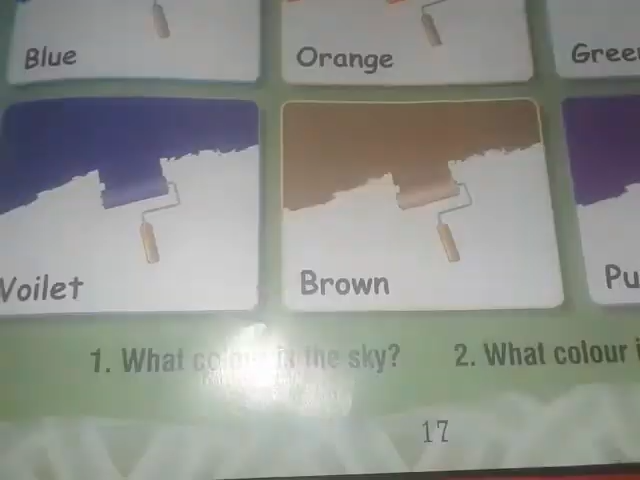 Blue Orange
Voilet Brown
1. What colour is the sky? 2. What colour
17